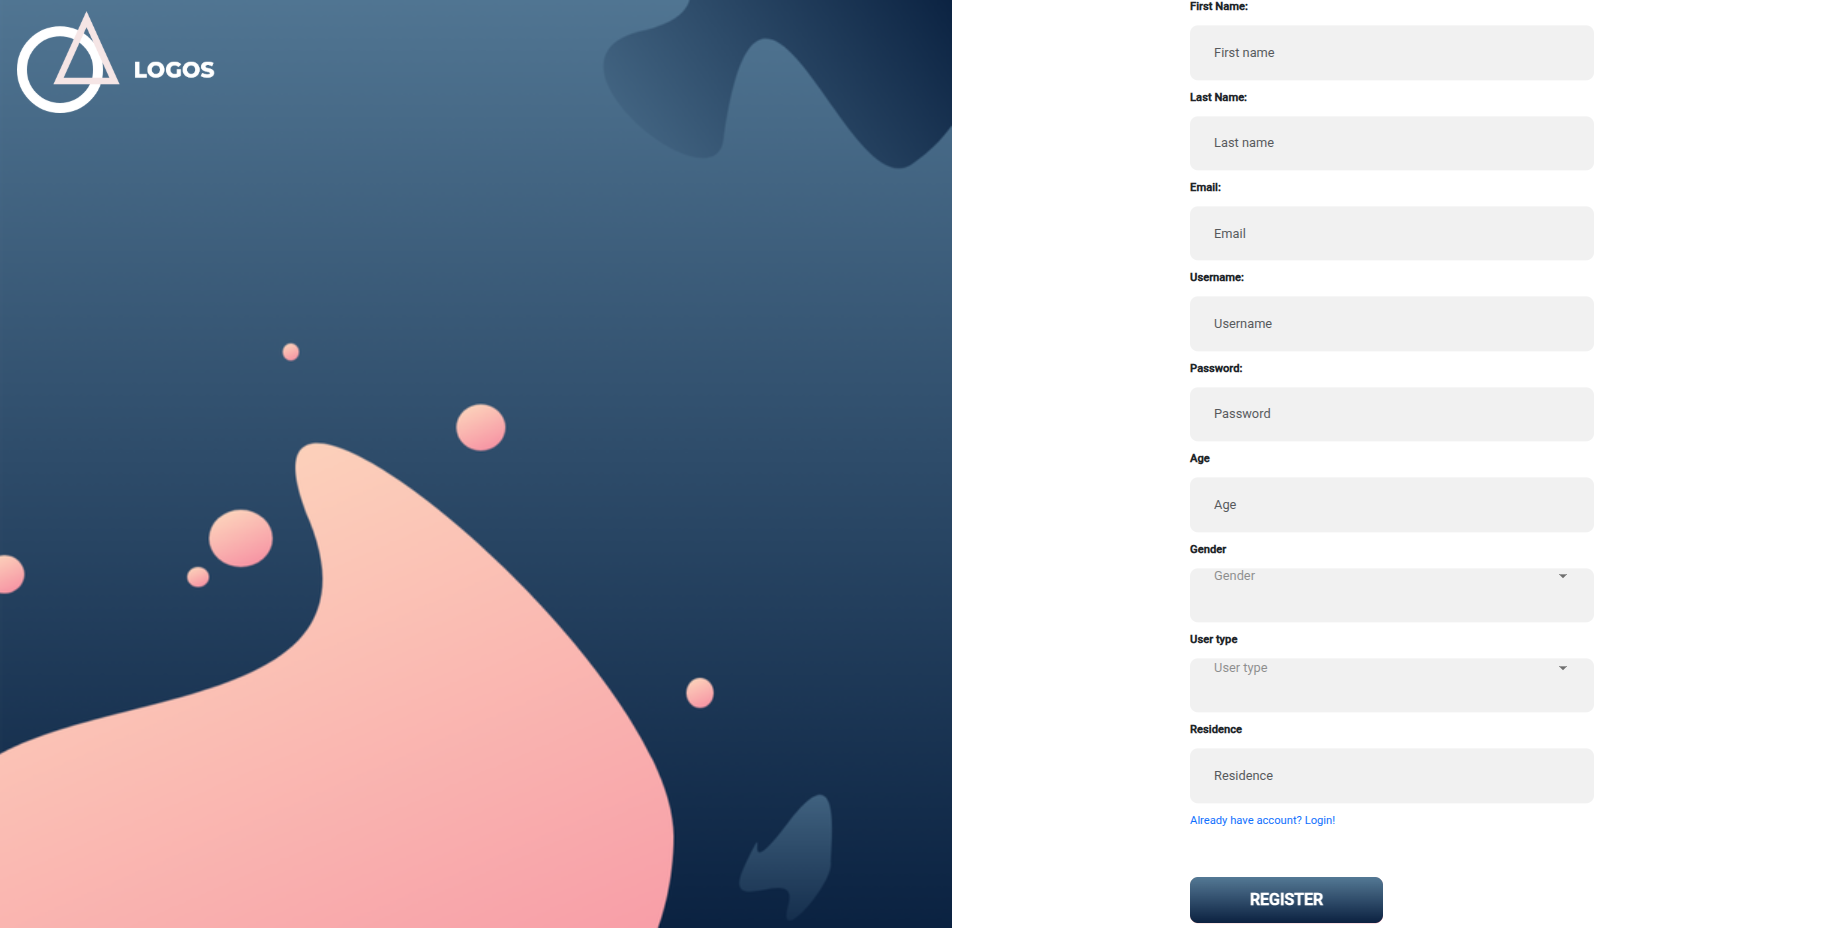 LOGOS
First Name:
First name
Last Name:
Last name
Email:
Email
Username:
Username
Password:
Password
Age
Age
Gender
Gender
User type
User type
Residence
Residence
Already have account? Login!
REGISTER